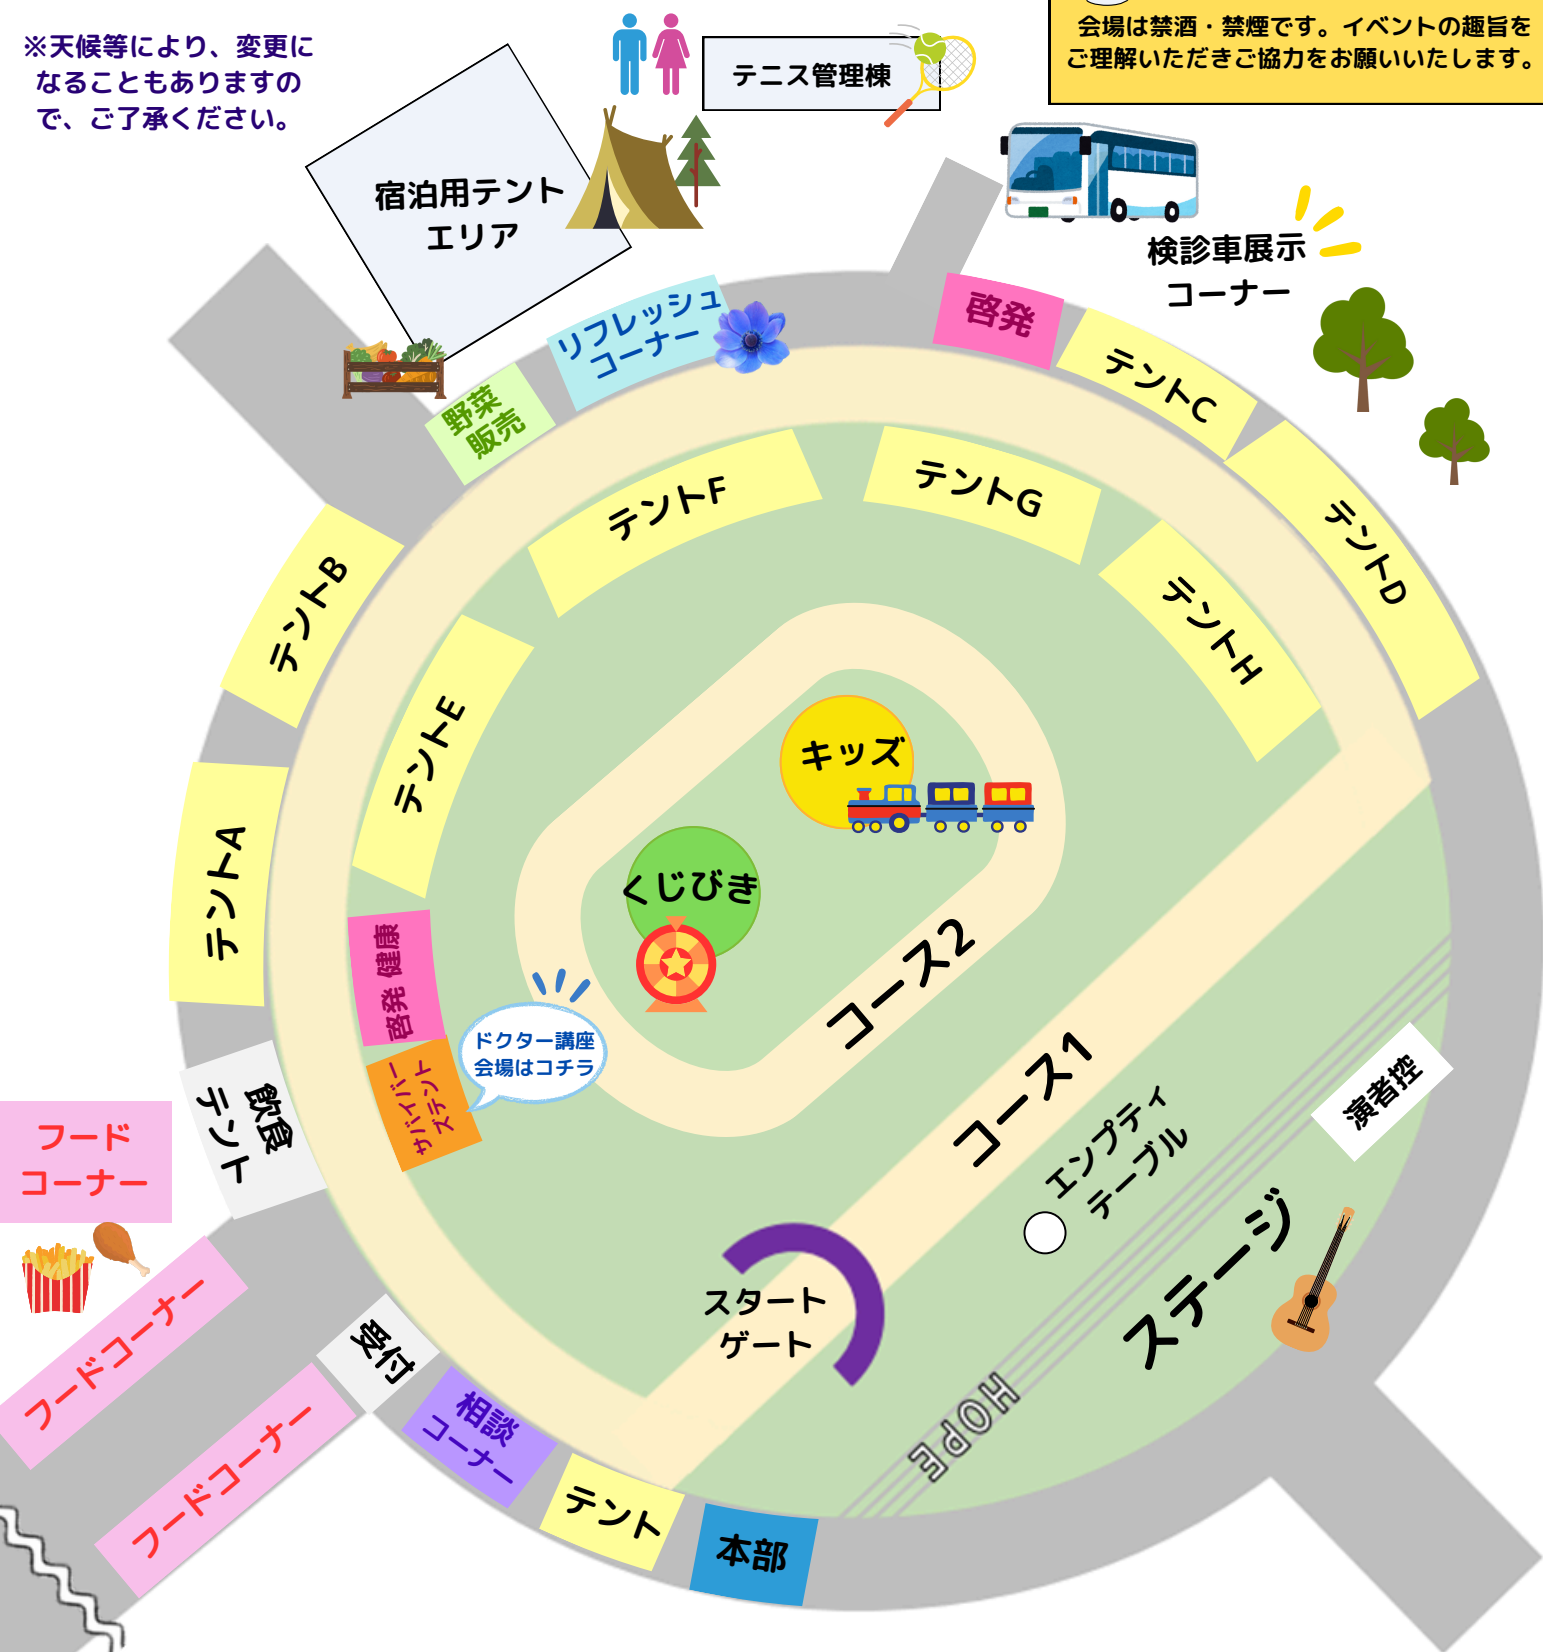 ※天候等により、変更に
なることもありますの
で、ご了承ください。
テニス管理棟
会場は禁酒・禁煙です。イベントの趣旨を
ご理解いただきご協力をお願いいたします。
宿泊用テント
エリア
検診車展示
コーナー
リフレッシュ
コーナー
啓発
テントC
野菜
販売
テントD
テントF
テントG
テントB
テントH
テントE
キッズ
テントA
くじびき
啓発 健康
コース2
ドクター講座
会場はコチラ
サバイバー
ズテント
コース1
飲食
テント
エンプティ
テーブル
演者控
フード
コーナー
ステージ
スタート
ゲート
フードコーナー
受付
フードコーナー
相談
コーナー
HOPE
テント
本部